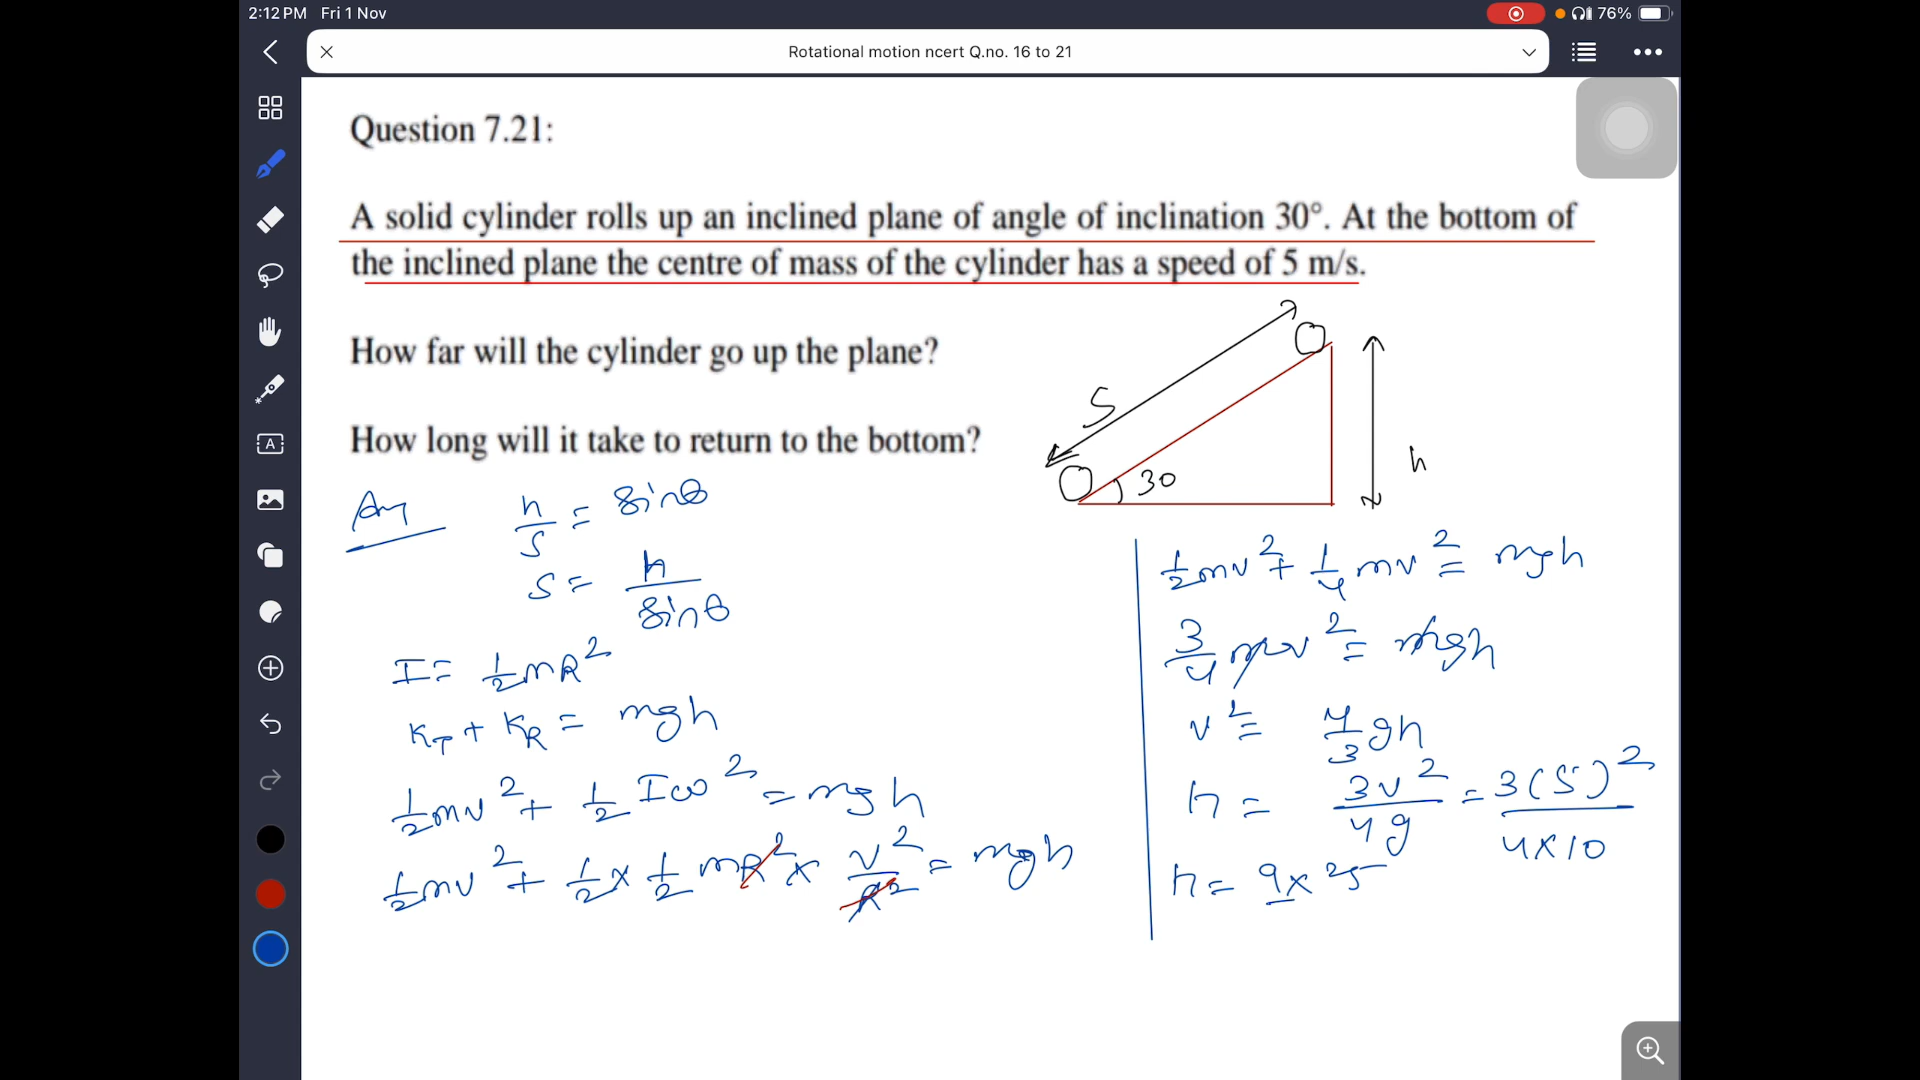 2:12 PM Fri 1 Nov
76%
Rotational motion ncert Q.no. 16 to 21
Question 7.21:
A solid cylinder rolls up an inclined plane of angle of inclination 30°. At the bottom of
the inclined plane the centre of mass of the cylinder has a speed of 5 m/s.
How far will the cylinder go up the plane?
How long will it take to return to the bottom?
S
30
h
Ans
h/S = sinθ
S = h/sinθ
I = 1/2 mR²
K_T + K_R = mgh
1/2 mv² + 1/2 Iω² = mgh
1/2 mv² + 1/2 × 1/2 mR² × v²/R² = mgh
1/2 mv² + 1/4 mv² = mgh
3/4 mv² = mgh
v² = 4/3 gh
h = 3v²/4g = 3(5)²/4×10
h = 9×25